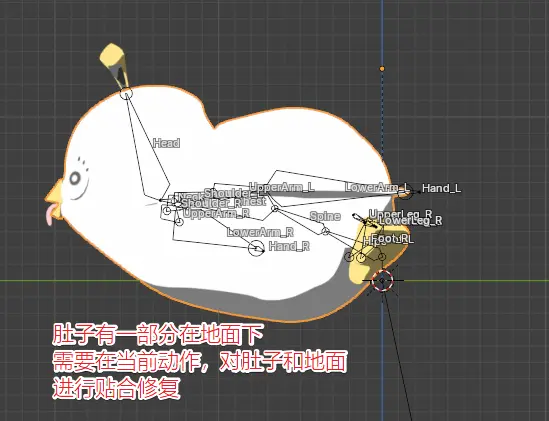 Head
Shoulder_L
Chest
UpperArm_L
LowerArm_L
Hand_L
Shoulder_R
UpperArm_R
Spine
UpperLeg_R
LowerLeg_R
LowerArm_R
Hand_R
肚子有一部分在地面下
需要在当前动作，对肚子和地面
进行贴合修复